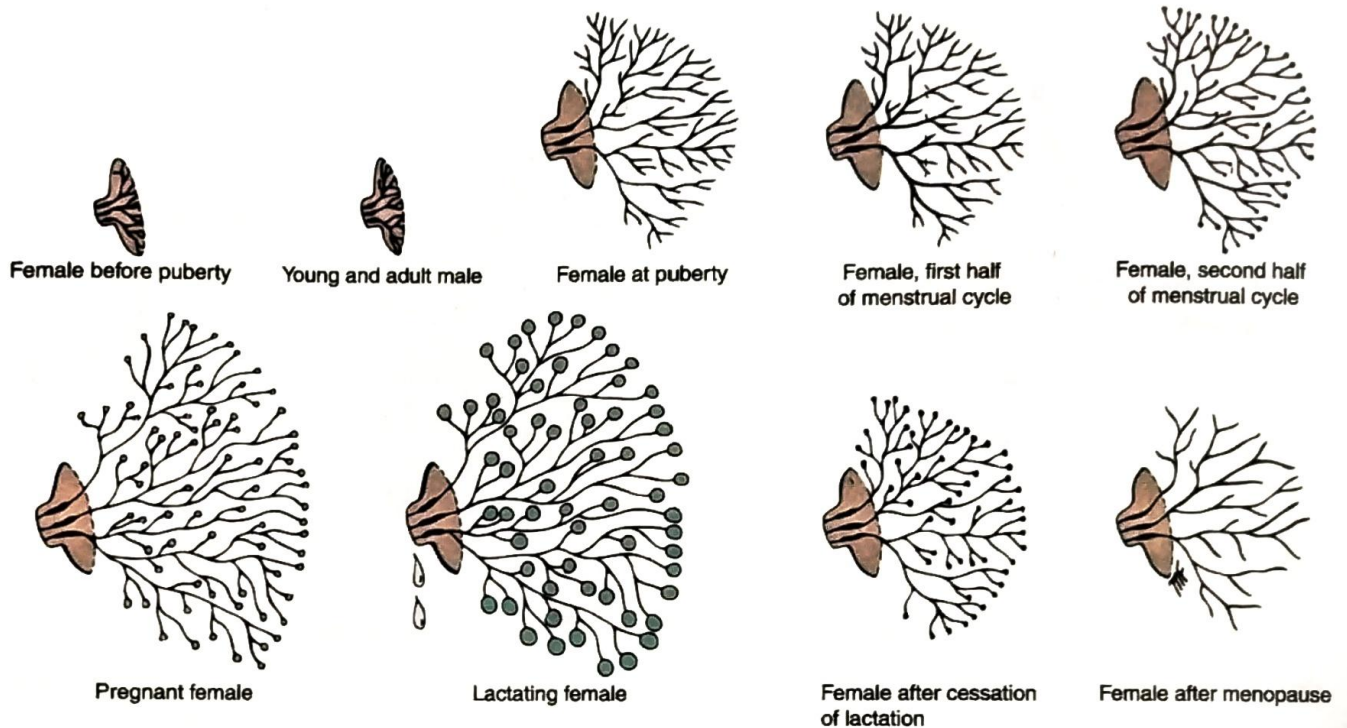 Female before puberty
Young and adult male
Female at puberty
Female, first half
of menstrual cycle
Female, second half
of menstrual cycle
Pregnant female
Lactating female
Female after cessation
of lactation
Female after menopause